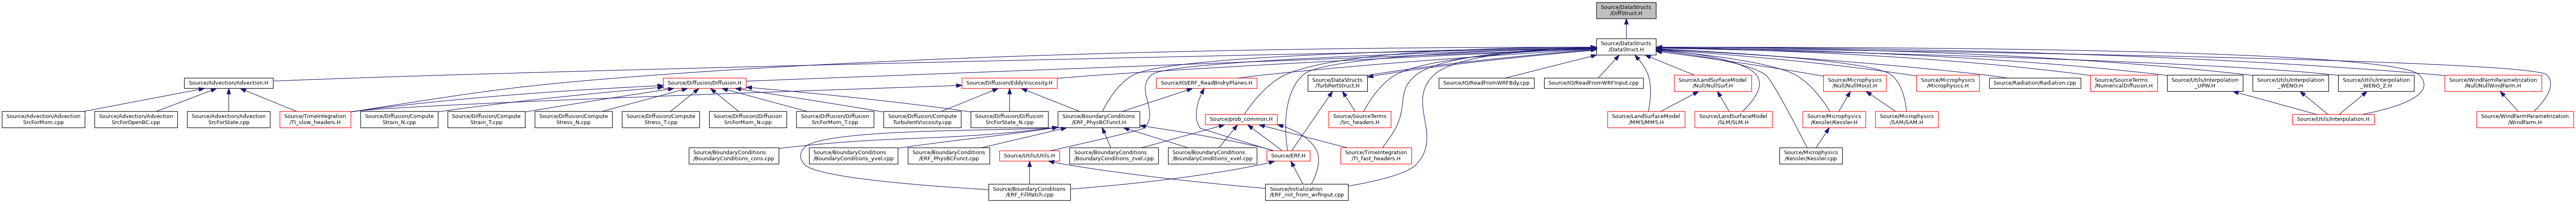 Source/DataStructs
/DiffStruct.H
Source/DataStructs
/DataStruct.H
Source/Advection/Advection.H
Source/Diffusion/Diffusion.H
Source/Diffusion/EddyViscosity.H
Source/IO/ERF_ReadBndryPlanes.H
Source/DataStructs
/TurbPertStruct.H
Source/IO/ReadFromWRFBdy.cpp
Source/IO/ReadFromWRFInput.cpp
Source/LandSurfaceModel
/Null/NullSurf.H
Source/Microphysics
/Null/NullMoist.H
Source/Microphysics
/Microphysics.H
Source/Radiation/Radiation.cpp
Source/SourceTerms
/NumericalDiffusion.H
Source/Utils/Interpolation
_UPW.H
Source/Utils/Interpolation
_WENO.H
Source/Utils/Interpolation
_WENO_Z.H
Source/WindFarmParametrization
/Null/NullWindFarm.H
Source/Advection/Advection
SrcForMom.cpp
Source/Advection/Advection
SrcForOpenBC.cpp
Source/Advection/Advection
SrcForState.cpp
Source/TimeIntegration
/TI_slow_headers.H
Source/Diffusion/Compute
Strain_N.cpp
Source/Diffusion/Compute
Strain_T.cpp
Source/Diffusion/Compute
Stress_N.cpp
Source/Diffusion/Compute
Stress_T.cpp
Source/Diffusion/Diffusion
SrcForMom_N.cpp
Source/Diffusion/Diffusion
SrcForMom_T.cpp
Source/Diffusion/Compute
TurbulentViscosity.cpp
Source/Diffusion/Diffusion
SrcForState_N.cpp
Source/BoundaryConditions
/ERF_PhysBCFunct.H
Source/prob_common.H
Source/SourceTerms
/Src_headers.H
Source/LandSurfaceModel
/MM5/MM5.H
Source/LandSurfaceModel
/SLM/SLM.H
Source/Microphysics
/Kessler/Kessler.H
Source/Microphysics
/SAM/SAM.H
Source/Utils/Interpolation.H
Source/WindFarmParametrization
/WindFarm.H
Source/BoundaryConditions
/BoundaryConditions_cons.cpp
Source/BoundaryConditions
/BoundaryConditions_yvel.cpp
Source/BoundaryConditions
/ERF_PhysBCFunct.cpp
Source/Utils/Utils.H
Source/BoundaryConditions
/BoundaryConditions_zvel.cpp
Source/BoundaryConditions
/BoundaryConditions_xvel.cpp
Source/ERF.H
Source/TimeIntegration
/TI_fast_headers.H
Source/Microphysics
/Kessler/Kessler.cpp
Source/BoundaryConditions
/ERF_FillPatch.cpp
Source/Initialization
/ERF_init_from_wrfinput.cpp